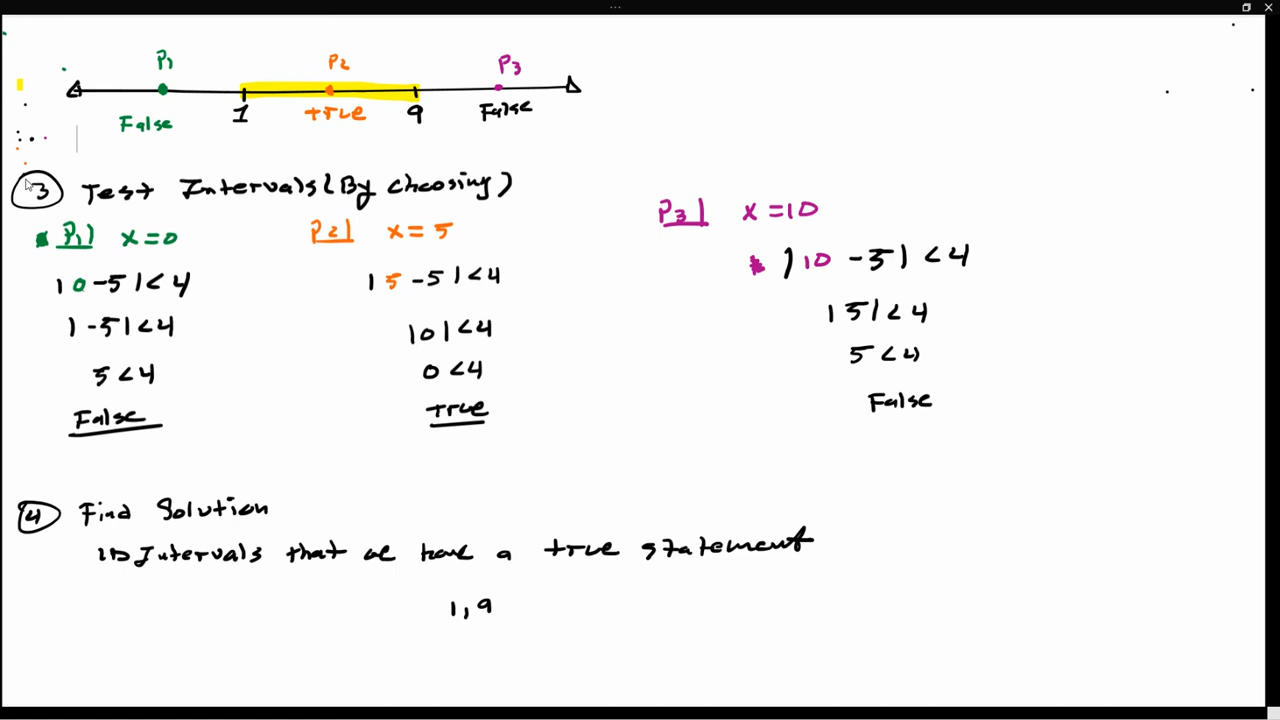 P1 P2 P3
1 9
False true False
3 Test Intervals (By choosing)
P1 x=0
|0-5|<4
|-5|<4
5<4
False
P2 x=5
|5-5|<4
|0|<4
0<4
true
P3 x=10
|10-5|<4
|5|<4
5<4
False
4 Find Solution
Intervals that we have a true statement
1,9